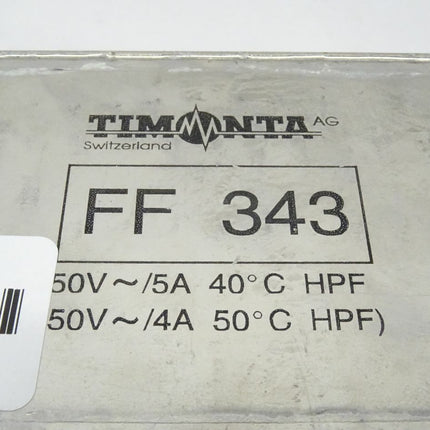 TIMONTA AG
Switzerland
FF 343
50V~/5A 40°C HPF
50V~/4A 50°C HPF)